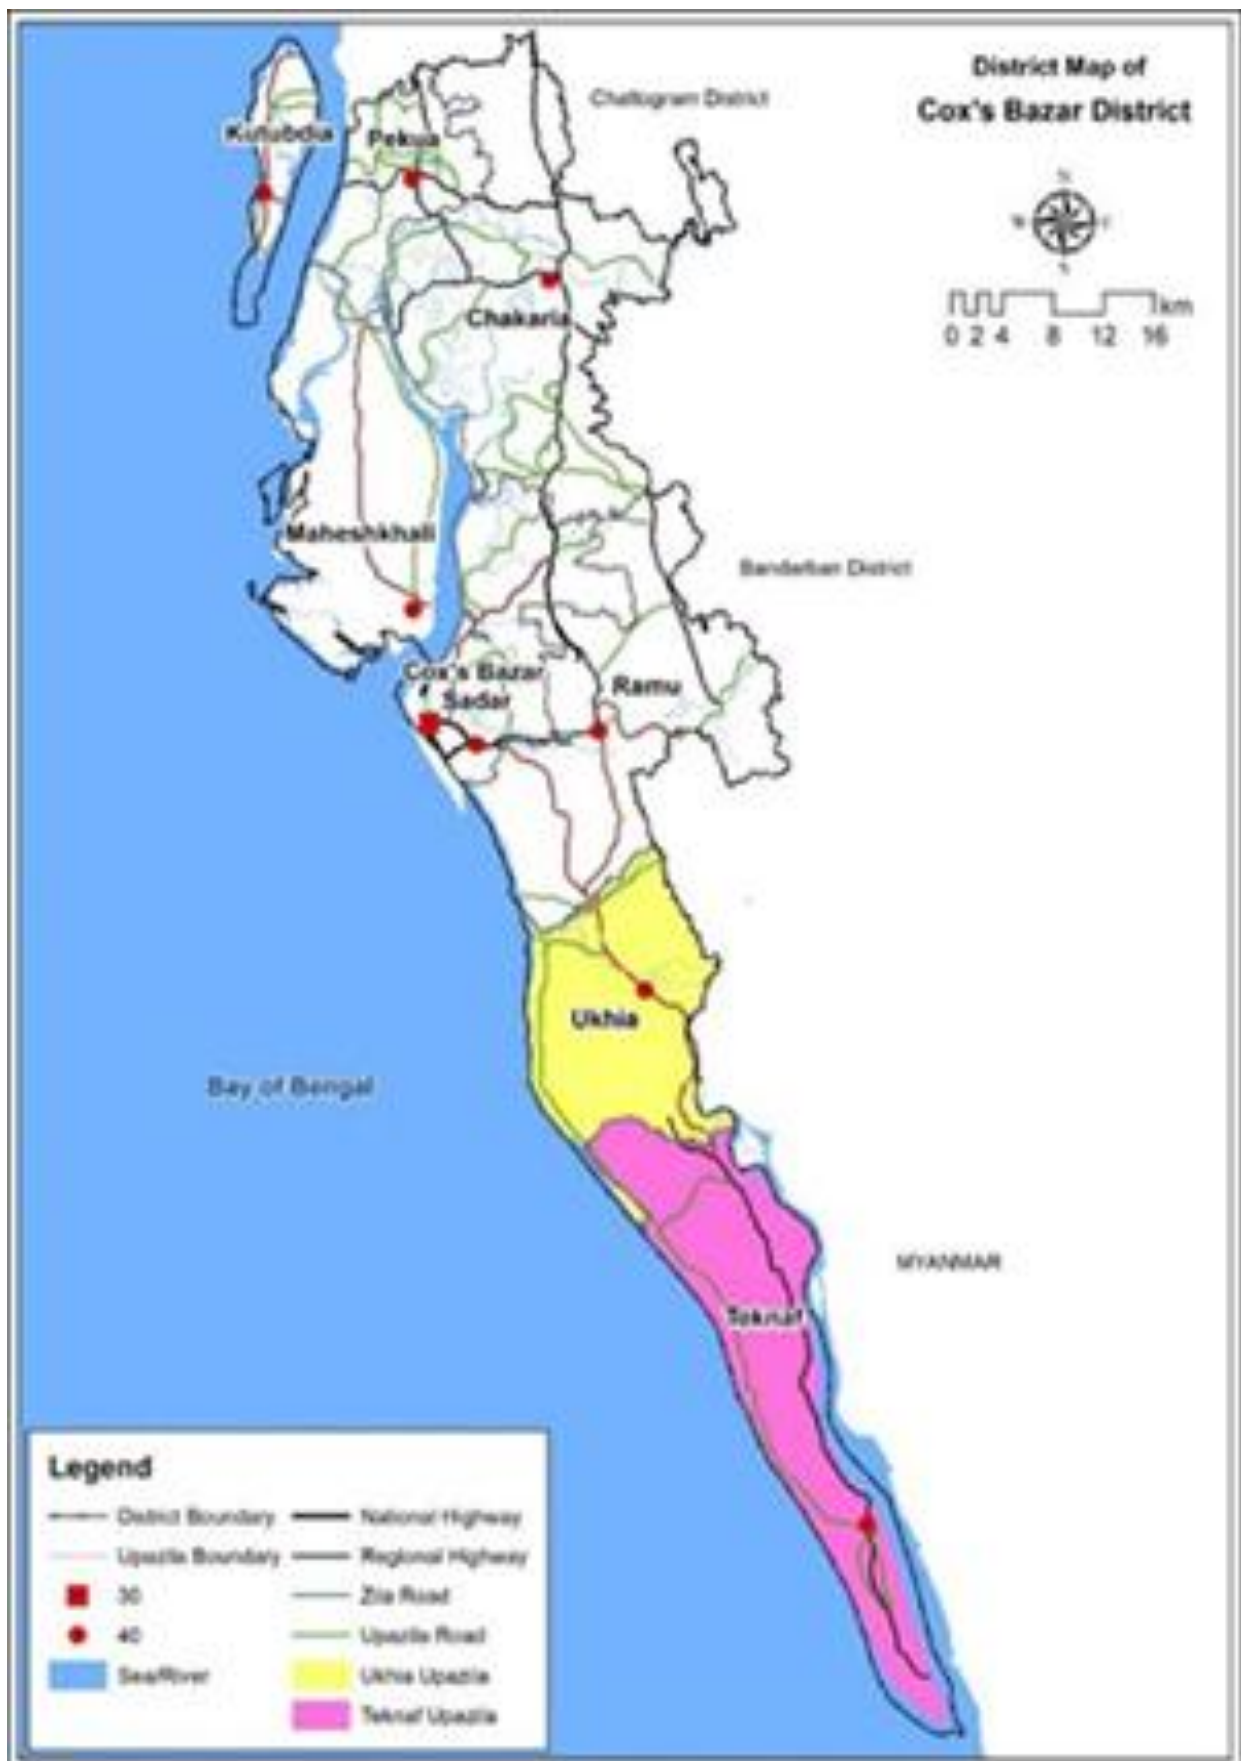 District Map of
Cox's Bazar District
Chattogram District
Kutubdia
Pekua
N
W
E
S
km
0 2 4 8 12 16
Chakaria
Maheshkhali
Bandarban District
Cox's Bazar
Sadar
Ramu
Ukhia
Bay of Bengal
MYANMAR
Teknaf
Legend
District Boundary
National Highway
Upazila Boundary
Regional Highway
30
Zila Road
40
Upazila Road
Sea/River
Ukhia Upazila
Teknaf Upazila